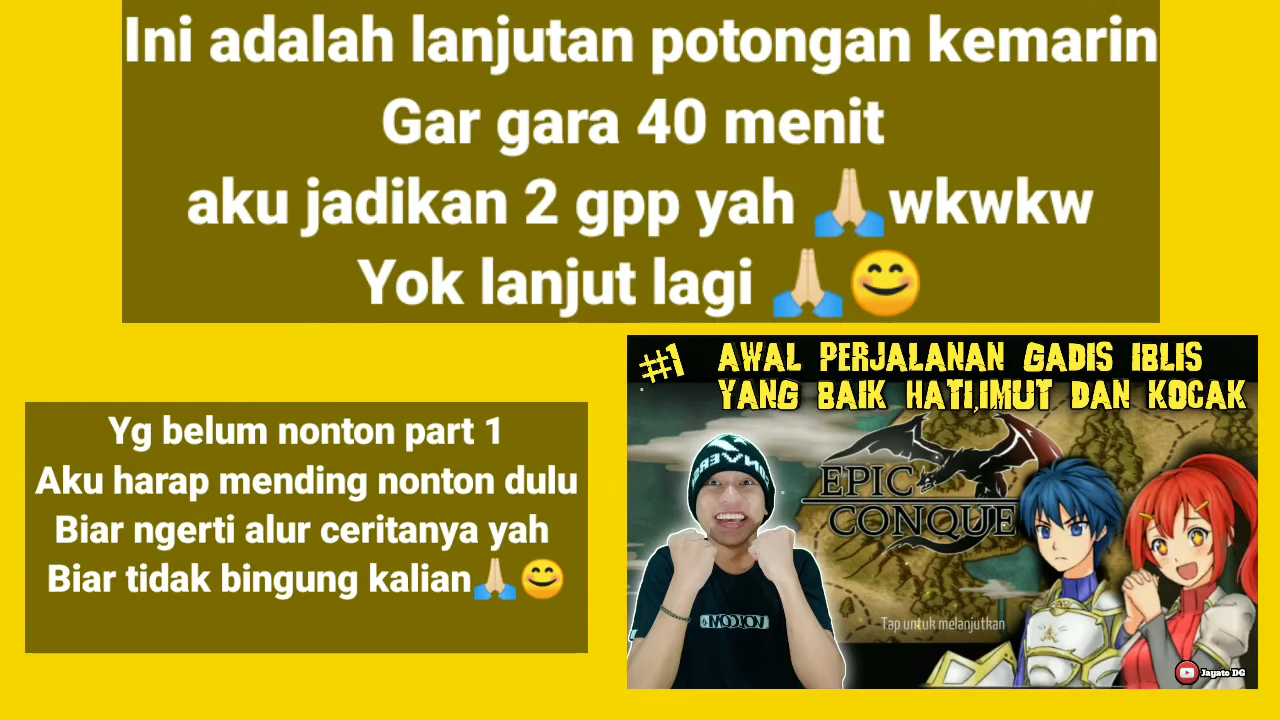 Ini adalah lanjutan potongan kemarin
Gar gara 40 menit
aku jadikan 2 gpp yah 🙏🏻wkwkw
Yok lanjut lagi 🙏🏻😊
Yg belum nonton part 1
Aku harap mending nonton dulu
Biar ngerti alur ceritanya yah
Biar tidak bingung kalian🙏🏻😊
#1 AWAL PERJALANAN GADIS IBLIS
YANG BAIK HATI,IMUT DAN KOCAK
EPIC
CONQUE
Tap untuk melanjutkan
Jayato DG